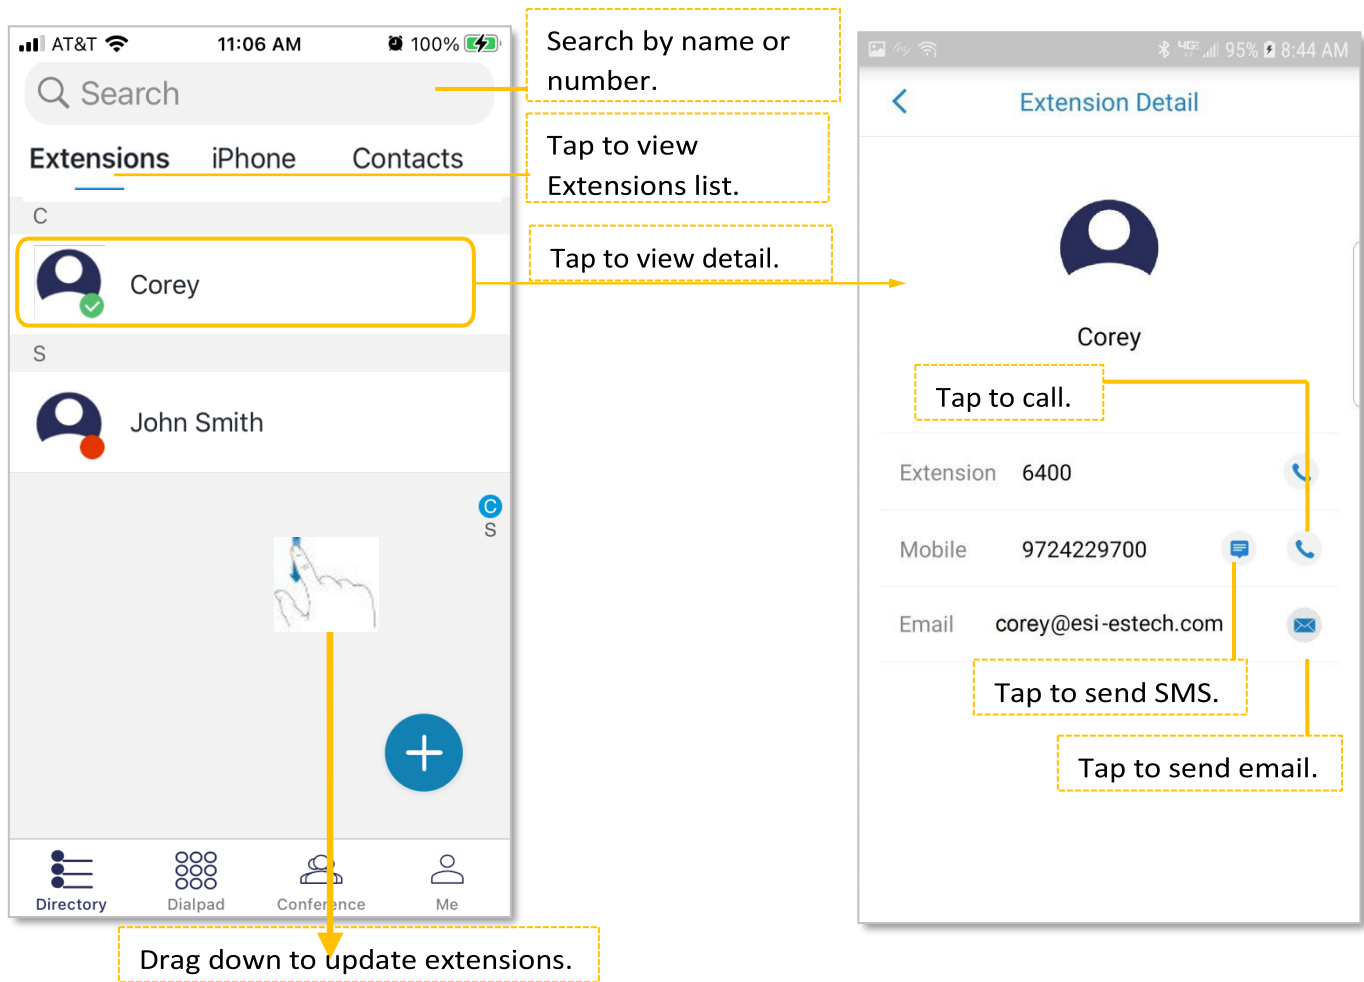 AT&T
11:06 AM
100%
Search
Extensions iPhone Contacts
C
Corey
S
John Smith
C
S
Directory Dialpad Conference Me
Drag down to update extensions.
Search by name or
number.
Tap to view
Extensions list.
Tap to view detail.
95% 8:44 AM
Extension Detail
Corey
Tap to call.
Extension 6400
Mobile 9724229700
Email corey@esi-estech.com
Tap to send SMS.
Tap to send email.